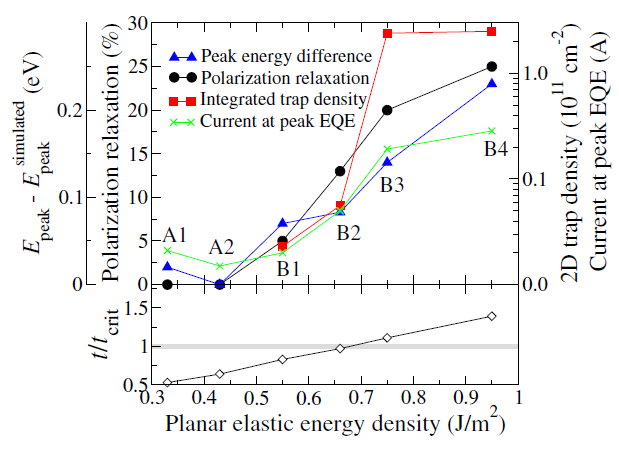 E_peak - E_peak^simulated (eV)
0.2
0.1
0
Polarization relaxation (%)
30
25
20
15
10
5
0
Peak energy difference
Polarization relaxation
Integrated trap density
Current at peak EQE
A1
A2
B1
B2
B3
B4
1.0
0.1
0.0
2D trap density (10^11 cm^-2)
Current at peak EQE (A)
t/t_crit
1.5
1
0.5
0.3 0.4 0.5 0.6 0.7 0.8 0.9 1
Planar elastic energy density (J/m^2)